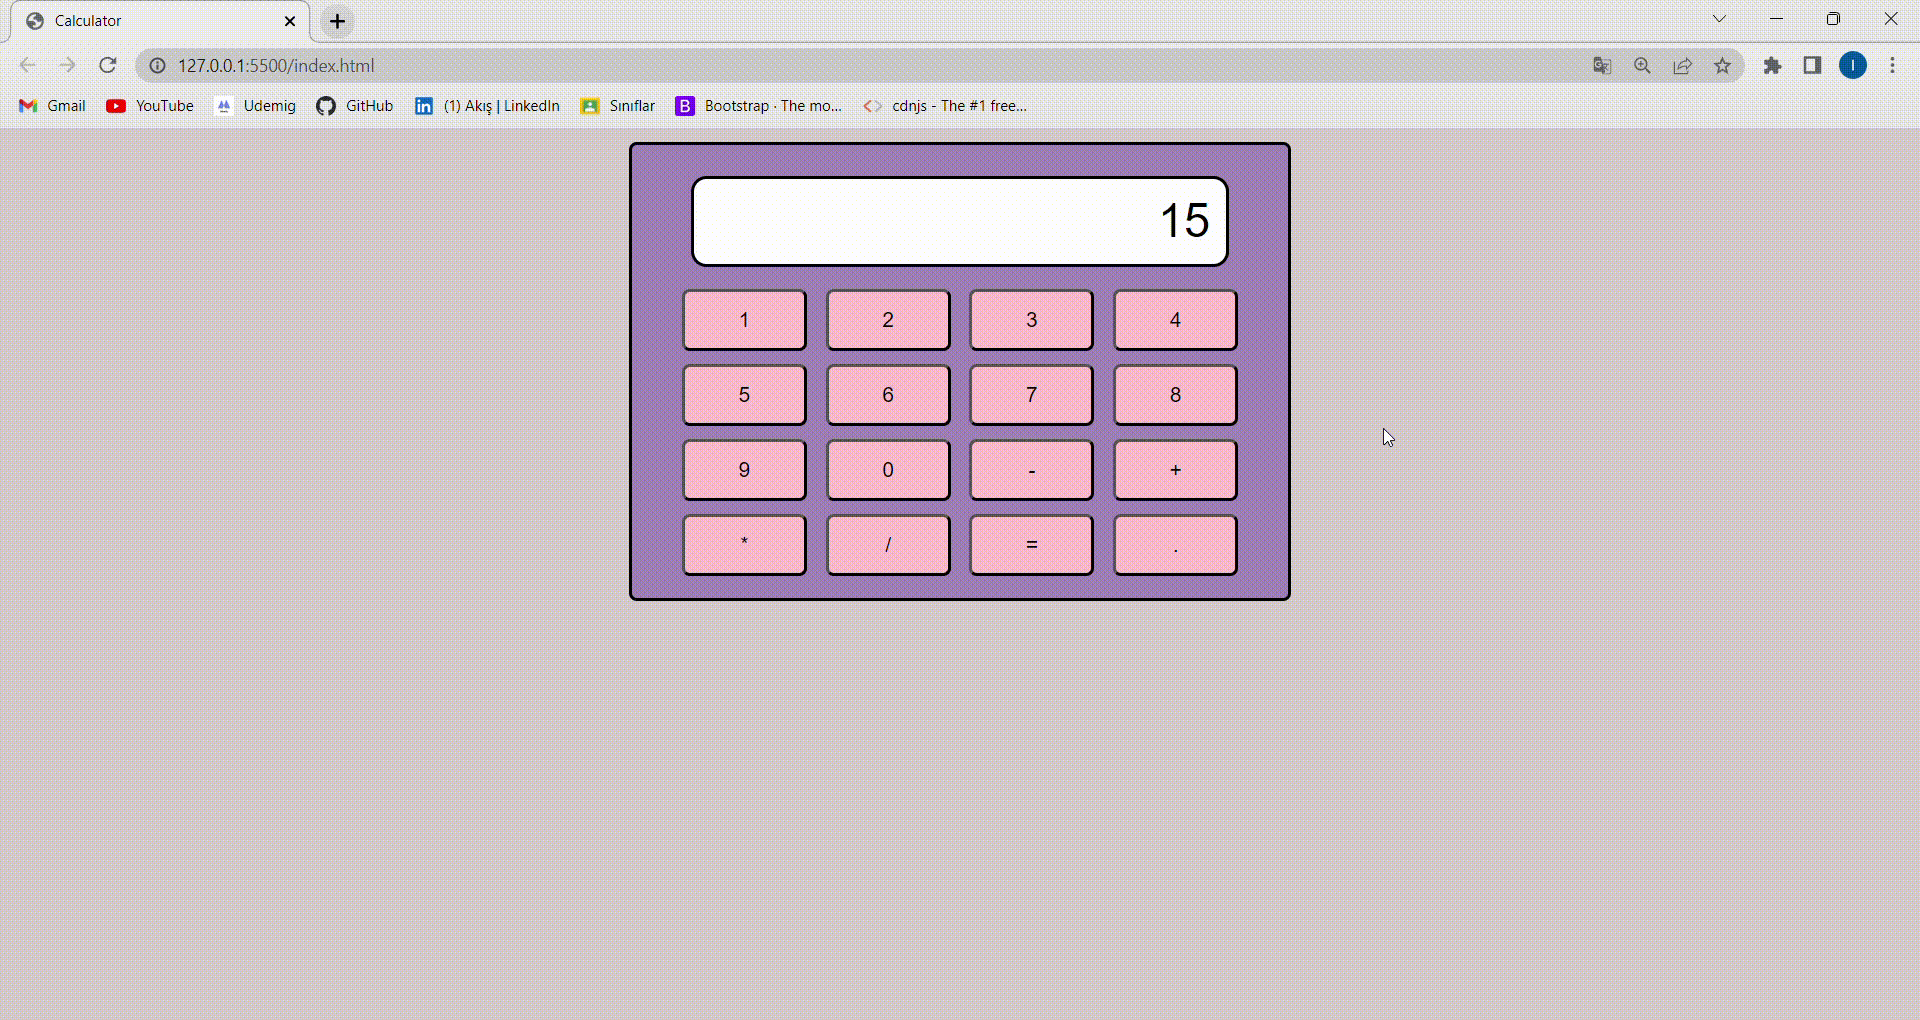 Calculator
127.0.0.1:5500/index.html
I
Gmail YouTube Udemig GitHub (1) Akış | LinkedIn Sınıflar Bootstrap · The mo... cdnjs - The #1 free...
15
1 2 3 4
5 6 7 8
9 0 - +
* / = .